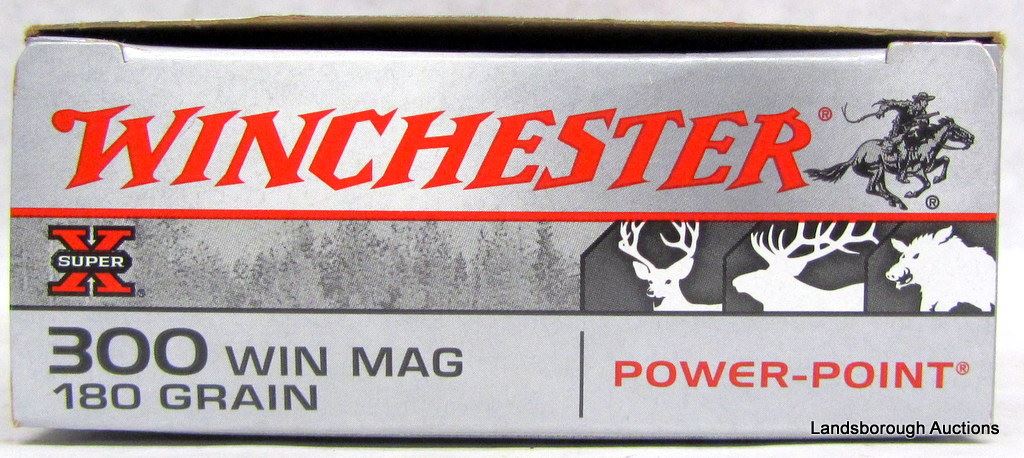 WINCHESTER®
®
SUPER X®
300 WIN MAG
180 GRAIN
POWER-POINT®
Landsborough Auctions